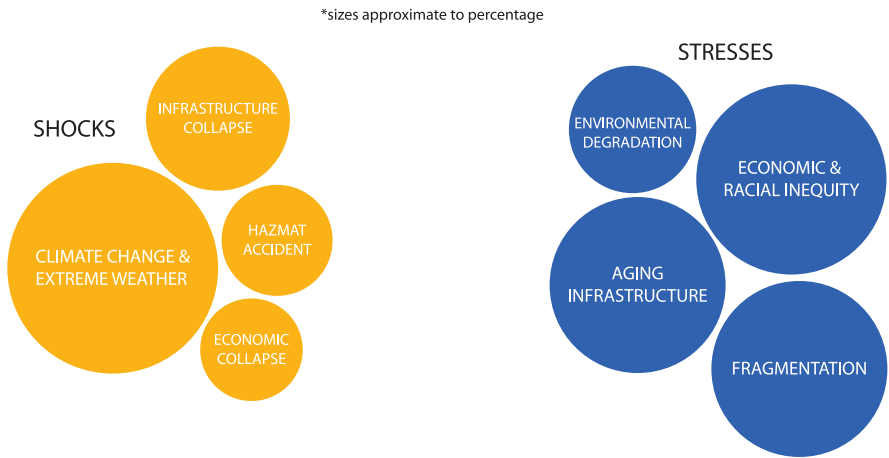 *sizes approximate to percentage
SHOCKS
INFRASTRUCTURE
COLLAPSE
HAZMAT
ACCIDENT
CLIMATE CHANGE &
EXTREME WEATHER
ECONOMIC
COLLAPSE
STRESSES
ENVIRONMENTAL
DEGRADATION
ECONOMIC &
RACIAL INEQUITY
AGING
INFRASTRUCTURE
FRAGMENTATION